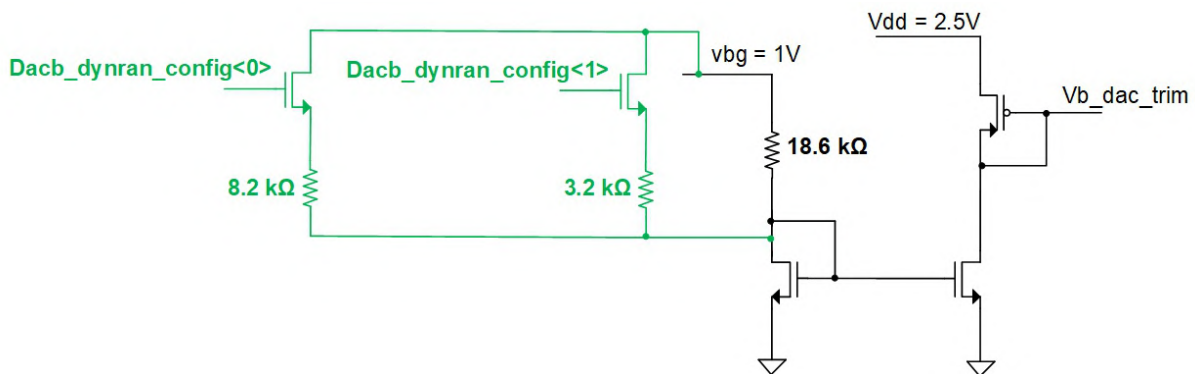 Vdd = 2.5V
Dacb_dynran_config<0>
Dacb_dynran_config<1>
vbg = 1V
Vb_dac_trim
18.6 kΩ
8.2 kΩ
3.2 kΩ